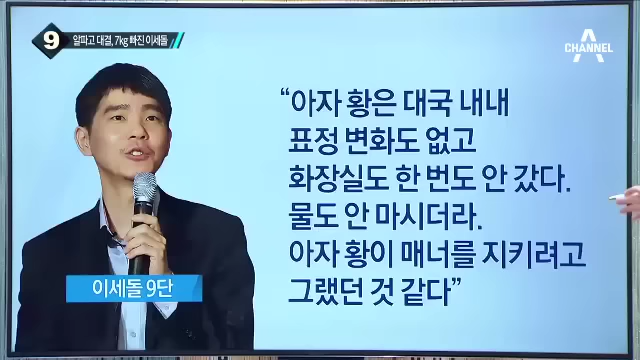 9 알파고 대결, 7kg 빠진 이세돌
CHANNEL A
“아자 황은 대국 내내
표정 변화도 없고
화장실도 한 번도 안 갔다.
물도 안 마시더라.
아자 황이 매너를 지키려고
그랬던 것 같다”
이세돌 9단